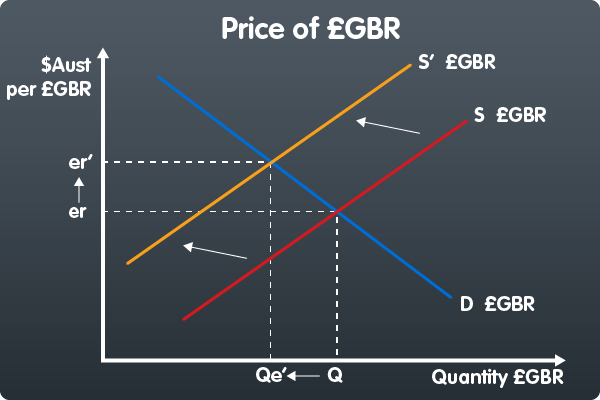 Price of £GBR
$Aust
per £GBR
S′ £GBR
S £GBR
er′
er
D £GBR
Qe′
Q
Quantity £GBR